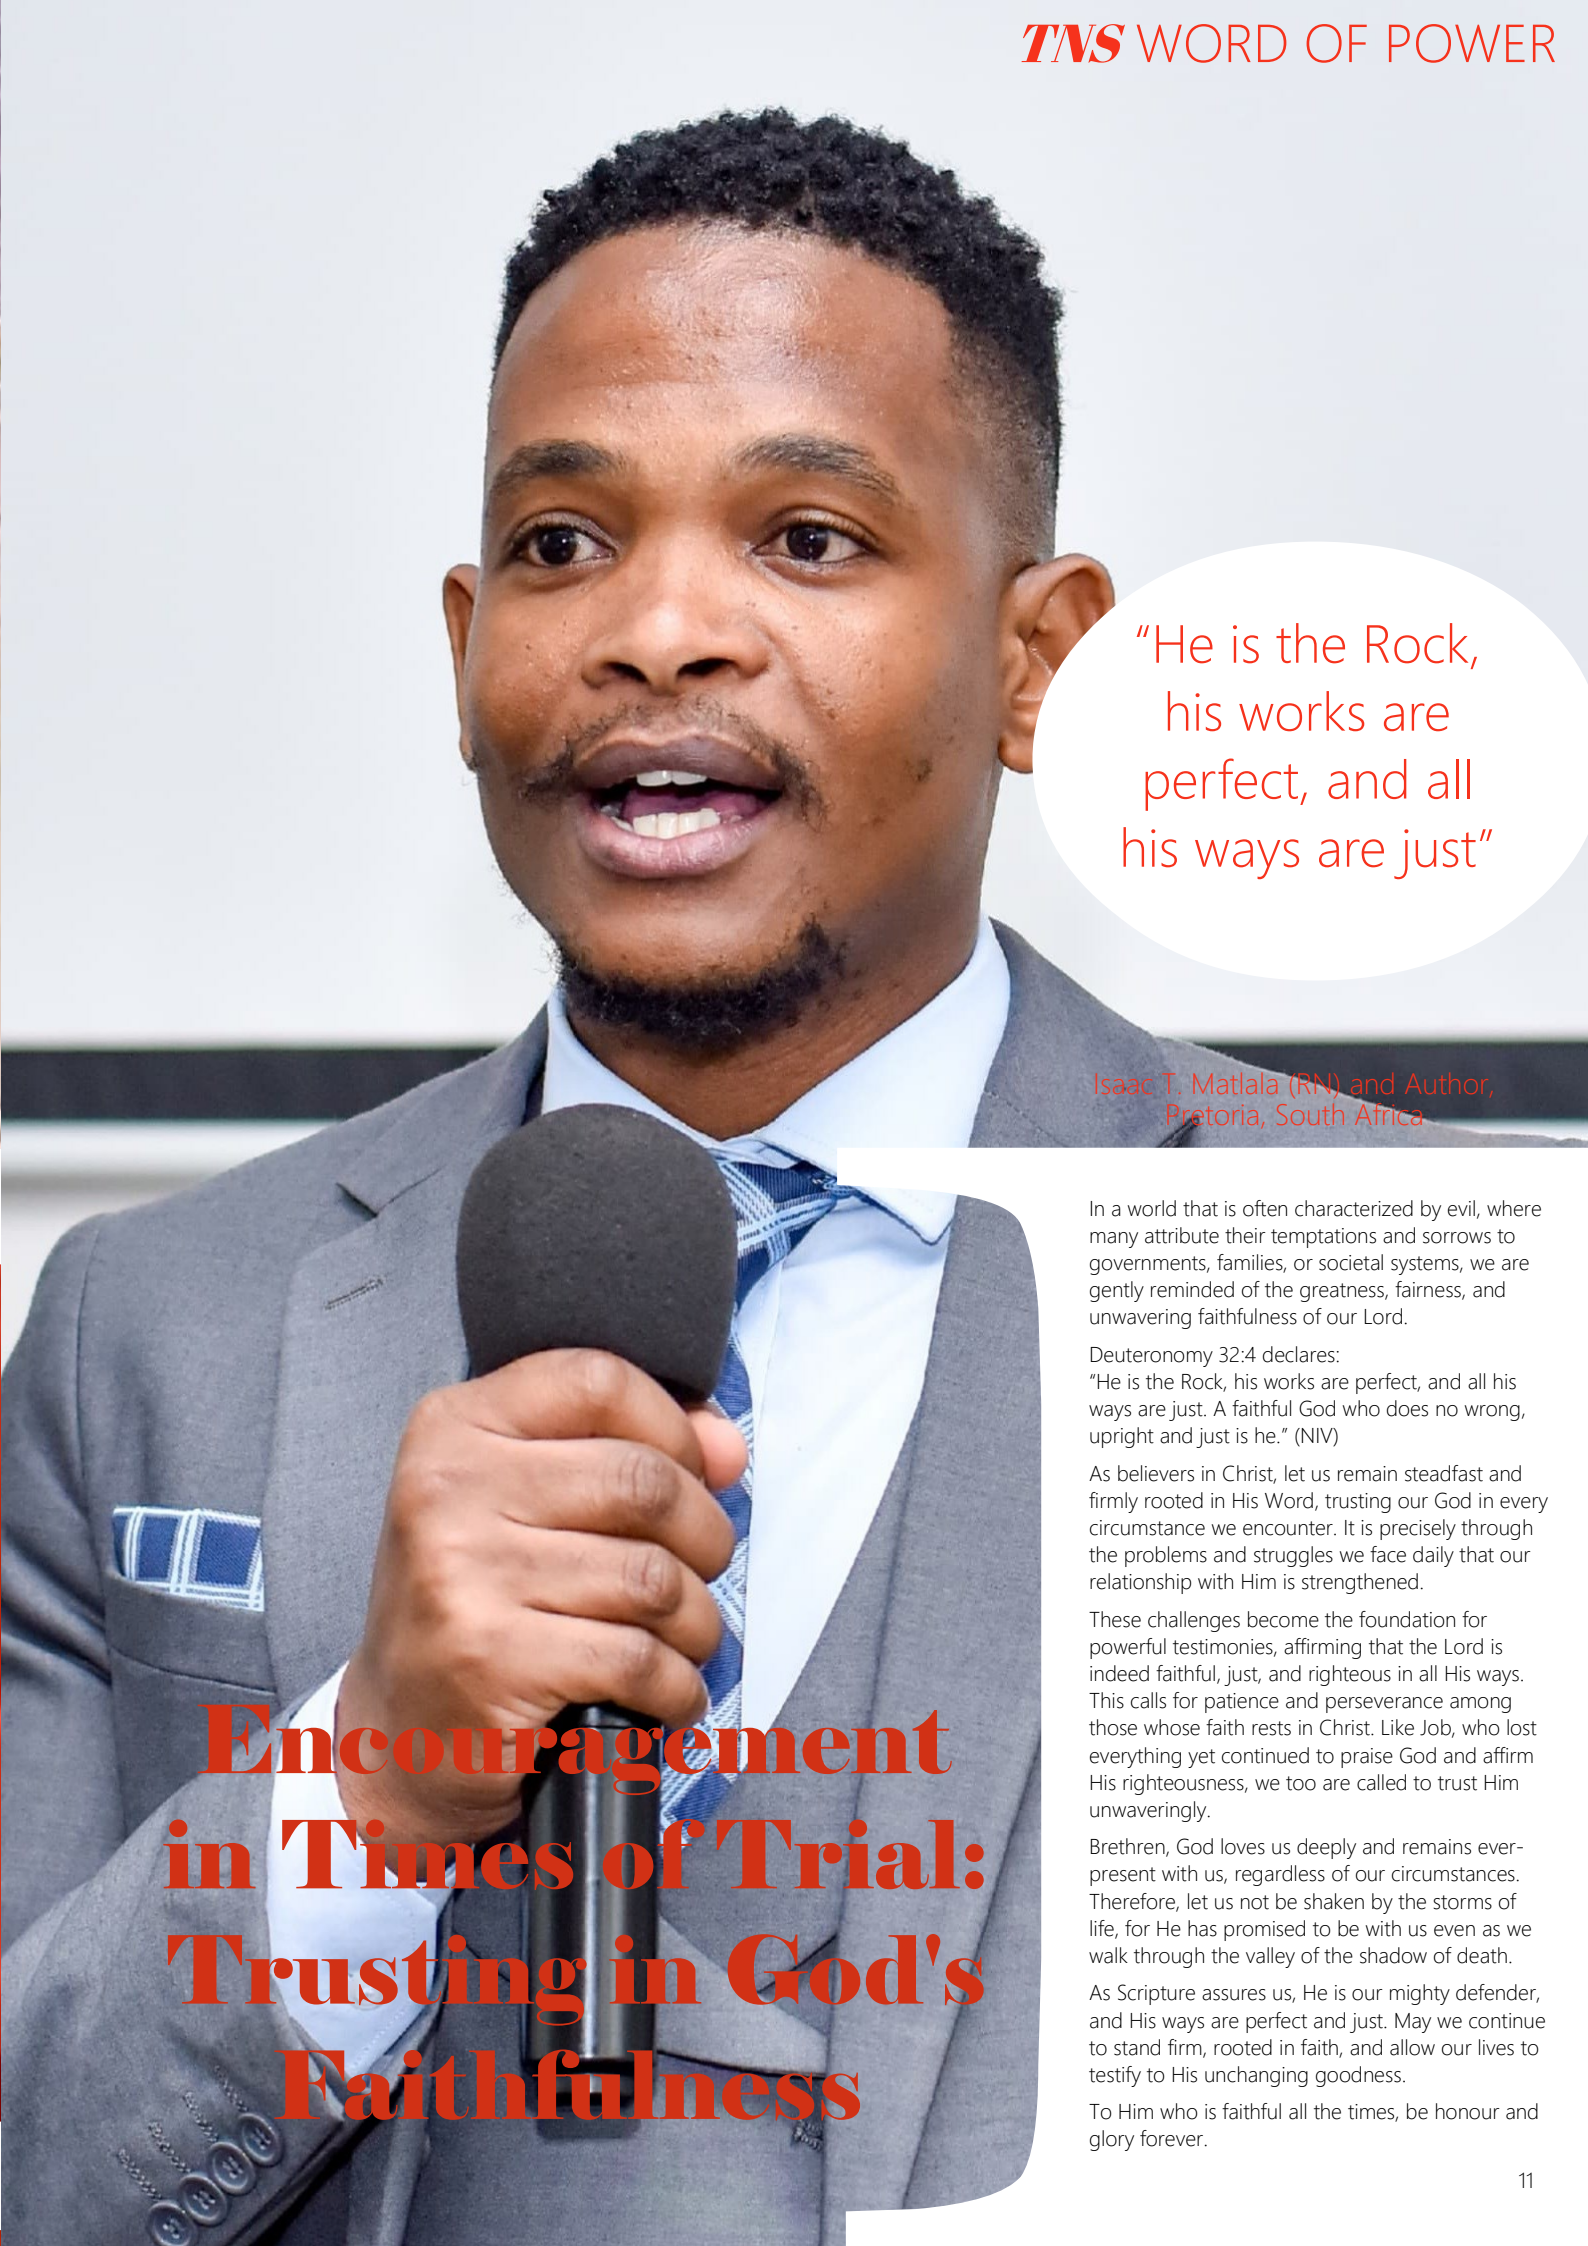 TNS WORD OF POWER
“He is the Rock,
his works are
perfect, and all
his ways are just”
Isaac T. Matlala (RN) and Author,
Pretoria, South Africa
Encouragement
in Times of Trial:
Trusting in God's
Faithfulness
In a world that is often characterized by evil, where
many attribute their temptations and sorrows to
governments, families, or societal systems, we are
gently reminded of the greatness, fairness, and
unwavering faithfulness of our Lord.
Deuteronomy 32:4 declares:
“He is the Rock, his works are perfect, and all his
ways are just. A faithful God who does no wrong,
upright and just is he.” (NIV)
As believers in Christ, let us remain steadfast and
firmly rooted in His Word, trusting our God in every
circumstance we encounter. It is precisely through
the problems and struggles we face daily that our
relationship with Him is strengthened.
These challenges become the foundation for
powerful testimonies, affirming that the Lord is
indeed faithful, just, and righteous in all His ways.
This calls for patience and perseverance among
those whose faith rests in Christ. Like Job, who lost
everything yet continued to praise God and affirm
His righteousness, we too are called to trust Him
unwaveringly.
Brethren, God loves us deeply and remains ever-
present with us, regardless of our circumstances.
Therefore, let us not be shaken by the storms of
life, for He has promised to be with us even as we
walk through the valley of the shadow of death.
As Scripture assures us, He is our mighty defender,
and His ways are perfect and just. May we continue
to stand firm, rooted in faith, and allow our lives to
testify to His unchanging goodness.
To Him who is faithful all the times, be honour and
glory forever.
11